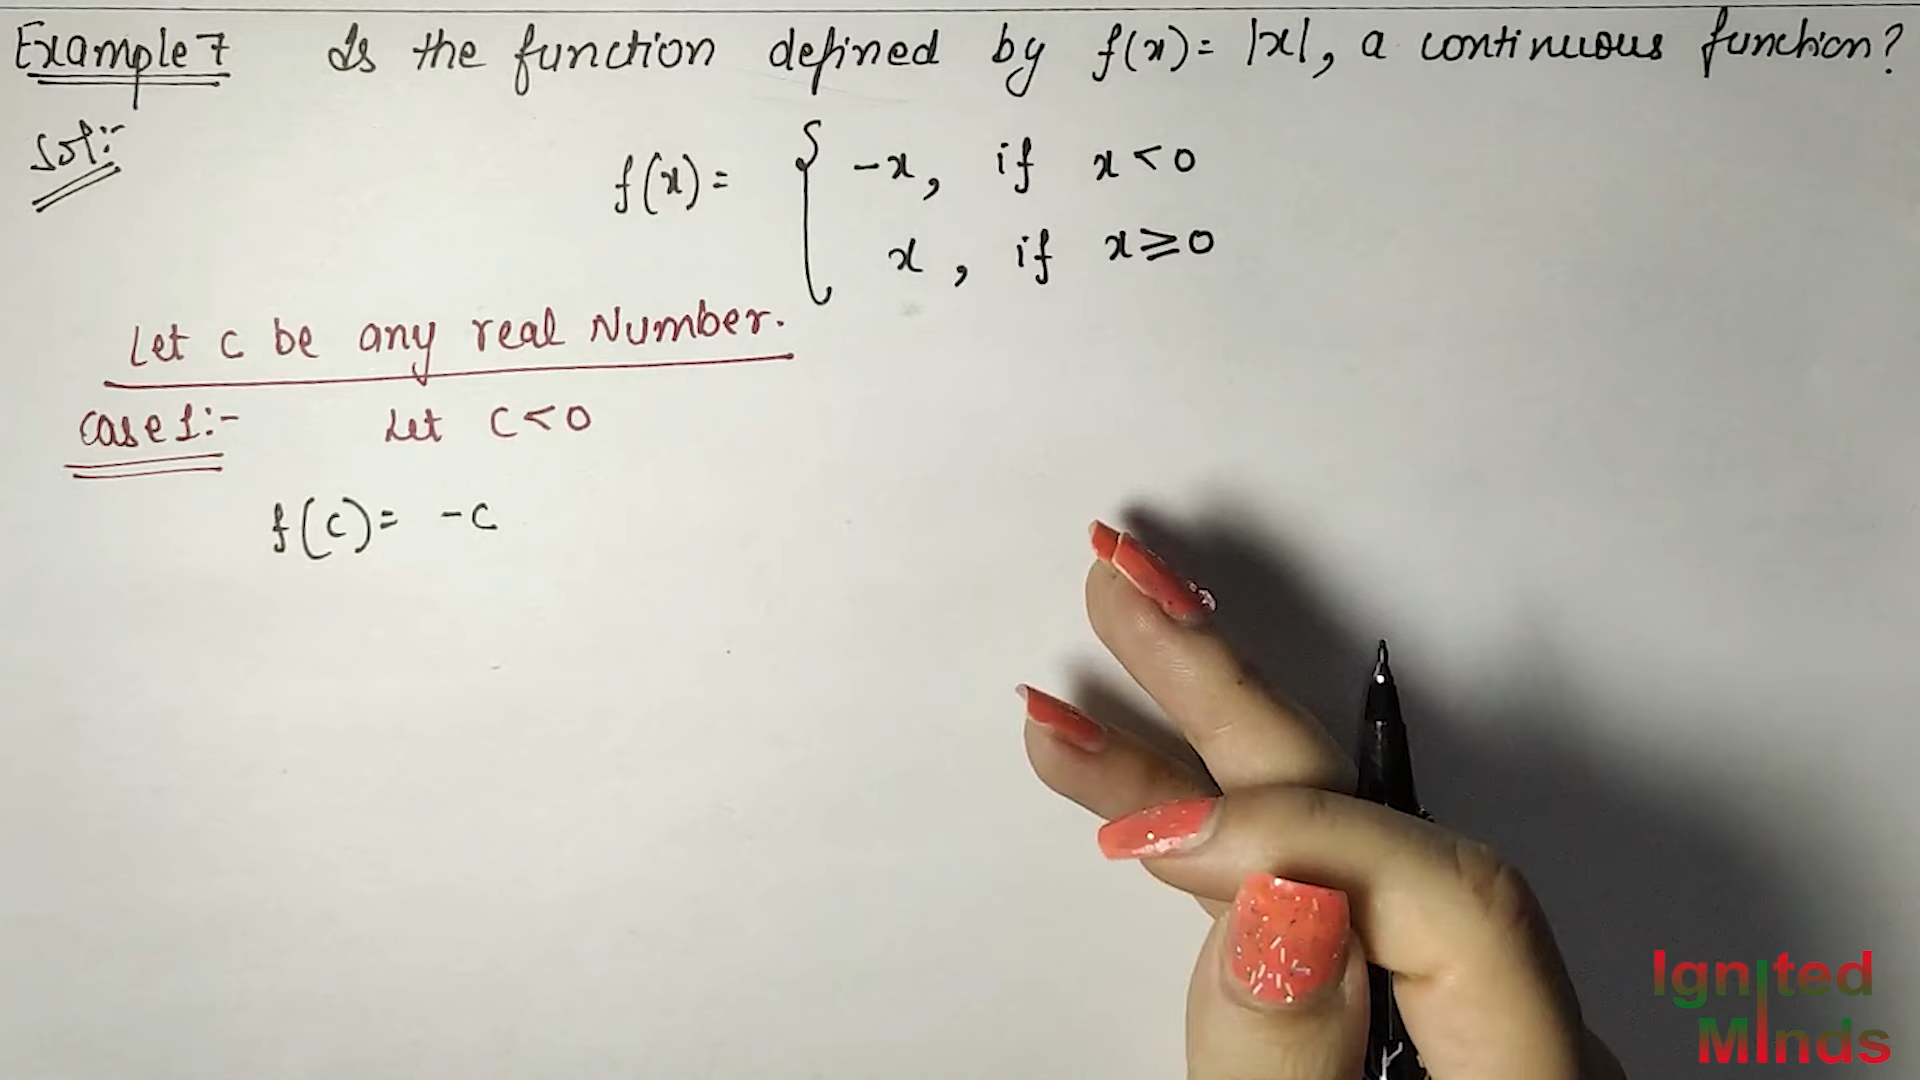 Example 7 Is the function defined by f(x)= |x|, a continuous function?
Sol:-
f(x)= { -x, if x<0
x, if x≥0
Let c be any real Number.
Case 1:- Let c<0
f(c)= -c
Ignited
Minds